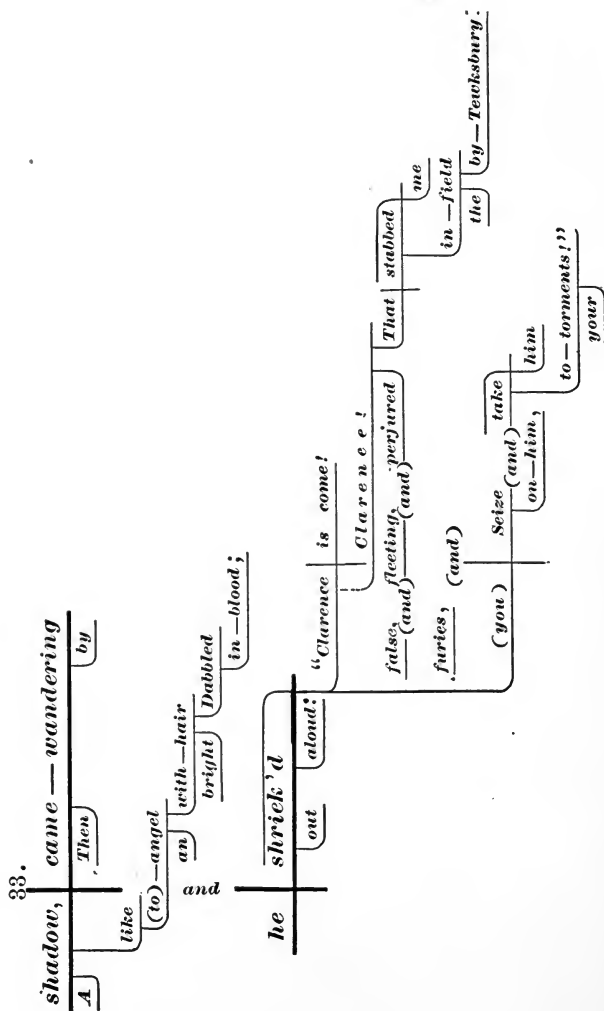 33.
shadow, came—wandering
A Then by
like
(to)—angel
an with—hair
bright Dabbled
in—blood;
and
he shrick'd
out aloud:
"Clarence is come!
Clarence!
false, fleeting, perjured
(and) (and)
That stabbed
me
in—field
the by—Tewksbury:
furies, (and)
(you) Seize (and) take
on—him, him
to—torments!"
your